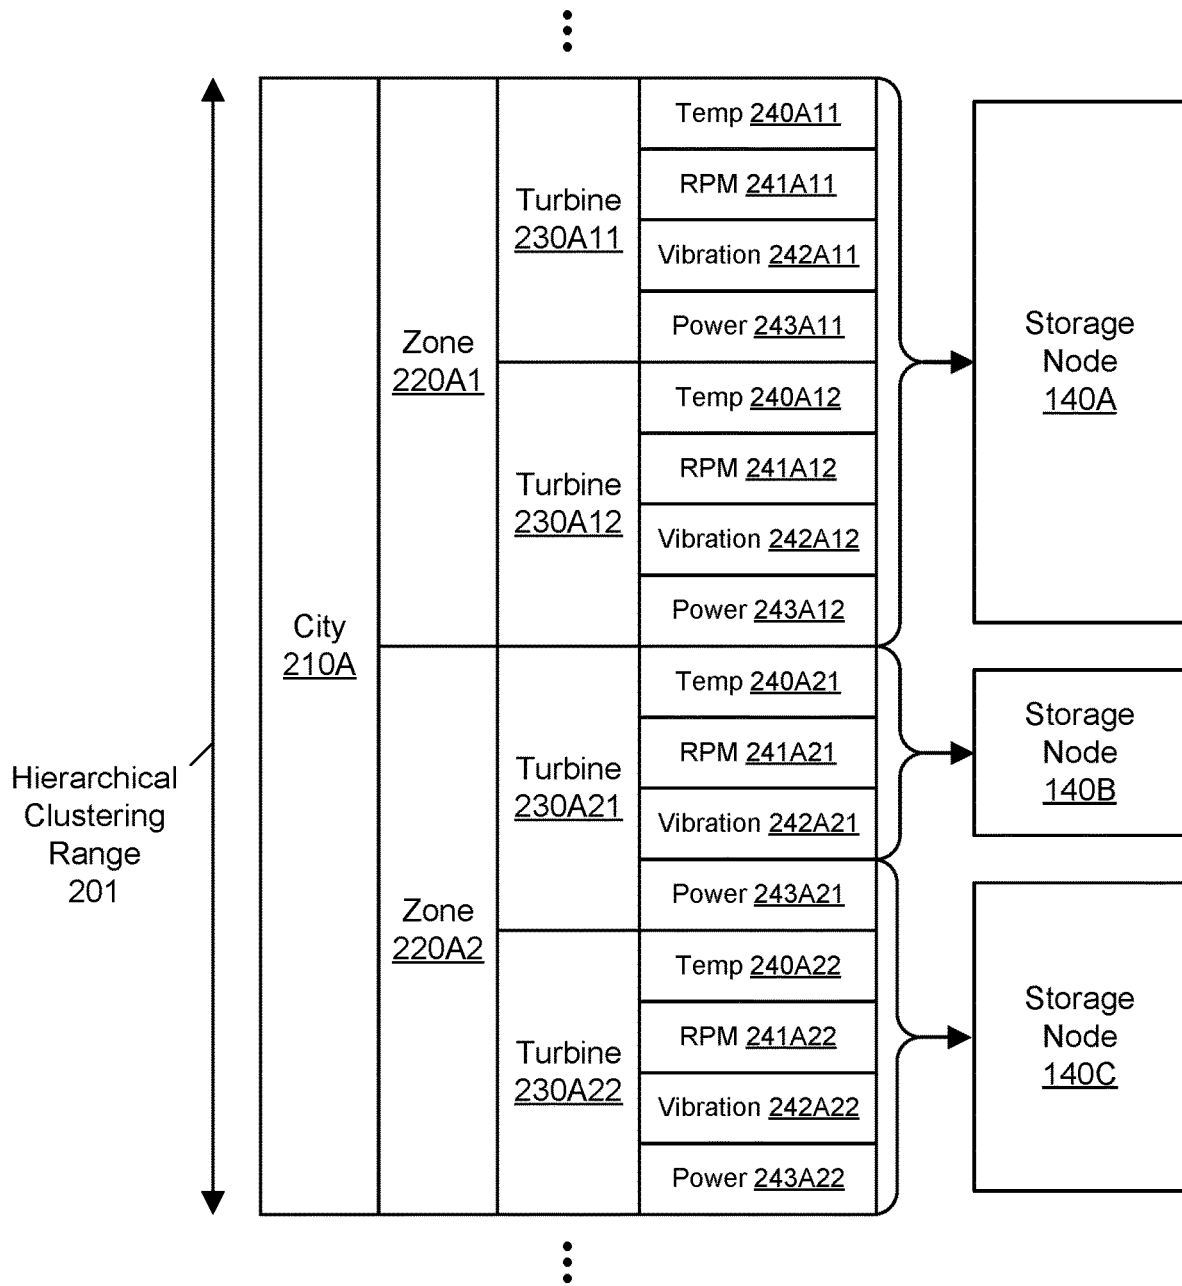 Hierarchical
Clustering
Range
201
City
210A
Zone
220A1
Turbine
230A11
Temp 240A11
RPM 241A11
Vibration 242A11
Power 243A11
Turbine
230A12
Temp 240A12
RPM 241A12
Vibration 242A12
Power 243A12
Zone
220A2
Turbine
230A21
Temp 240A21
RPM 241A21
Vibration 242A21
Power 243A21
Turbine
230A22
Temp 240A22
RPM 241A22
Vibration 242A22
Power 243A22
Storage
Node
140A
Storage
Node
140B
Storage
Node
140C